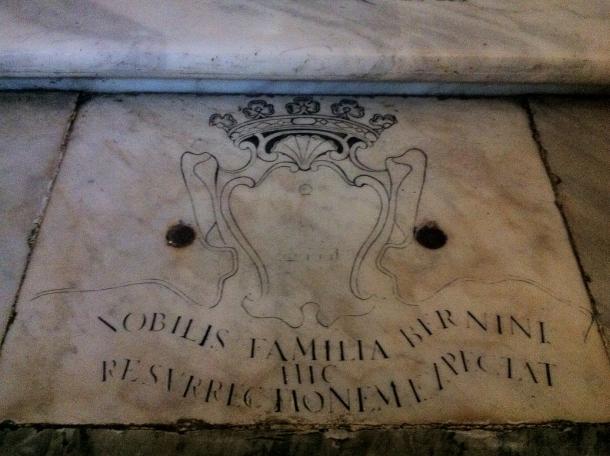 NOBILIS FAMILIA BERNINI
HIC
RESVRRECTIONEM EXPECTAT